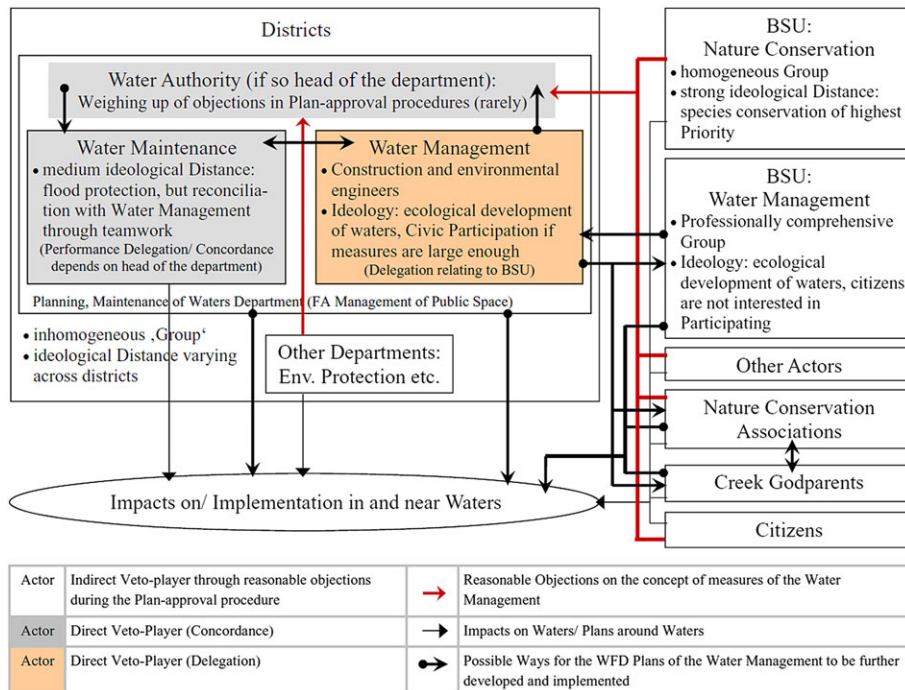 Districts
Water Authority (if so head of the department):
Weighing up of objections in Plan-approval procedures (rarely)
Water Maintenance
• medium ideological Distance:
flood protection, but reconcilia-
tion with Water Management
through teamwork
(Performance Delegation/ Concordance
depends on head of the department)
Water Management
• Construction and environmental
engineers
• Ideology: ecological development
of waters, Civic Participation if
measures are large enough
(Delegation relating to BSU)
Planning, Maintenance of Waters Department (FA Management of Public Space)
• inhomogeneous ‚Group‘
• ideological Distance varying
across districts
Other Departments:
Env. Protection etc.
Impacts on/ Implementation in and near Waters
BSU:
Nature Conservation
• homogeneous Group
• strong ideological Distance:
species conservation of highest
Priority
BSU:
Water Management
• Professionally comprehensive
Group
• Ideology: ecological
development of waters, citizens
are not interested in
Participating
Other Actors
Nature Conservation
Associations
Creek Godparents
Citizens
Actor
Indirect Veto-player through reasonable objections
during the Plan-approval procedure
Reasonable Objections on the concept of measures of the Water
Management
Actor
Direct Veto-Player (Concordance)
Impacts on Waters/ Plans around Waters
Actor
Direct Veto-Player (Delegation)
Possible Ways for the WFD Plans of the Water Management to be further
developed and implemented